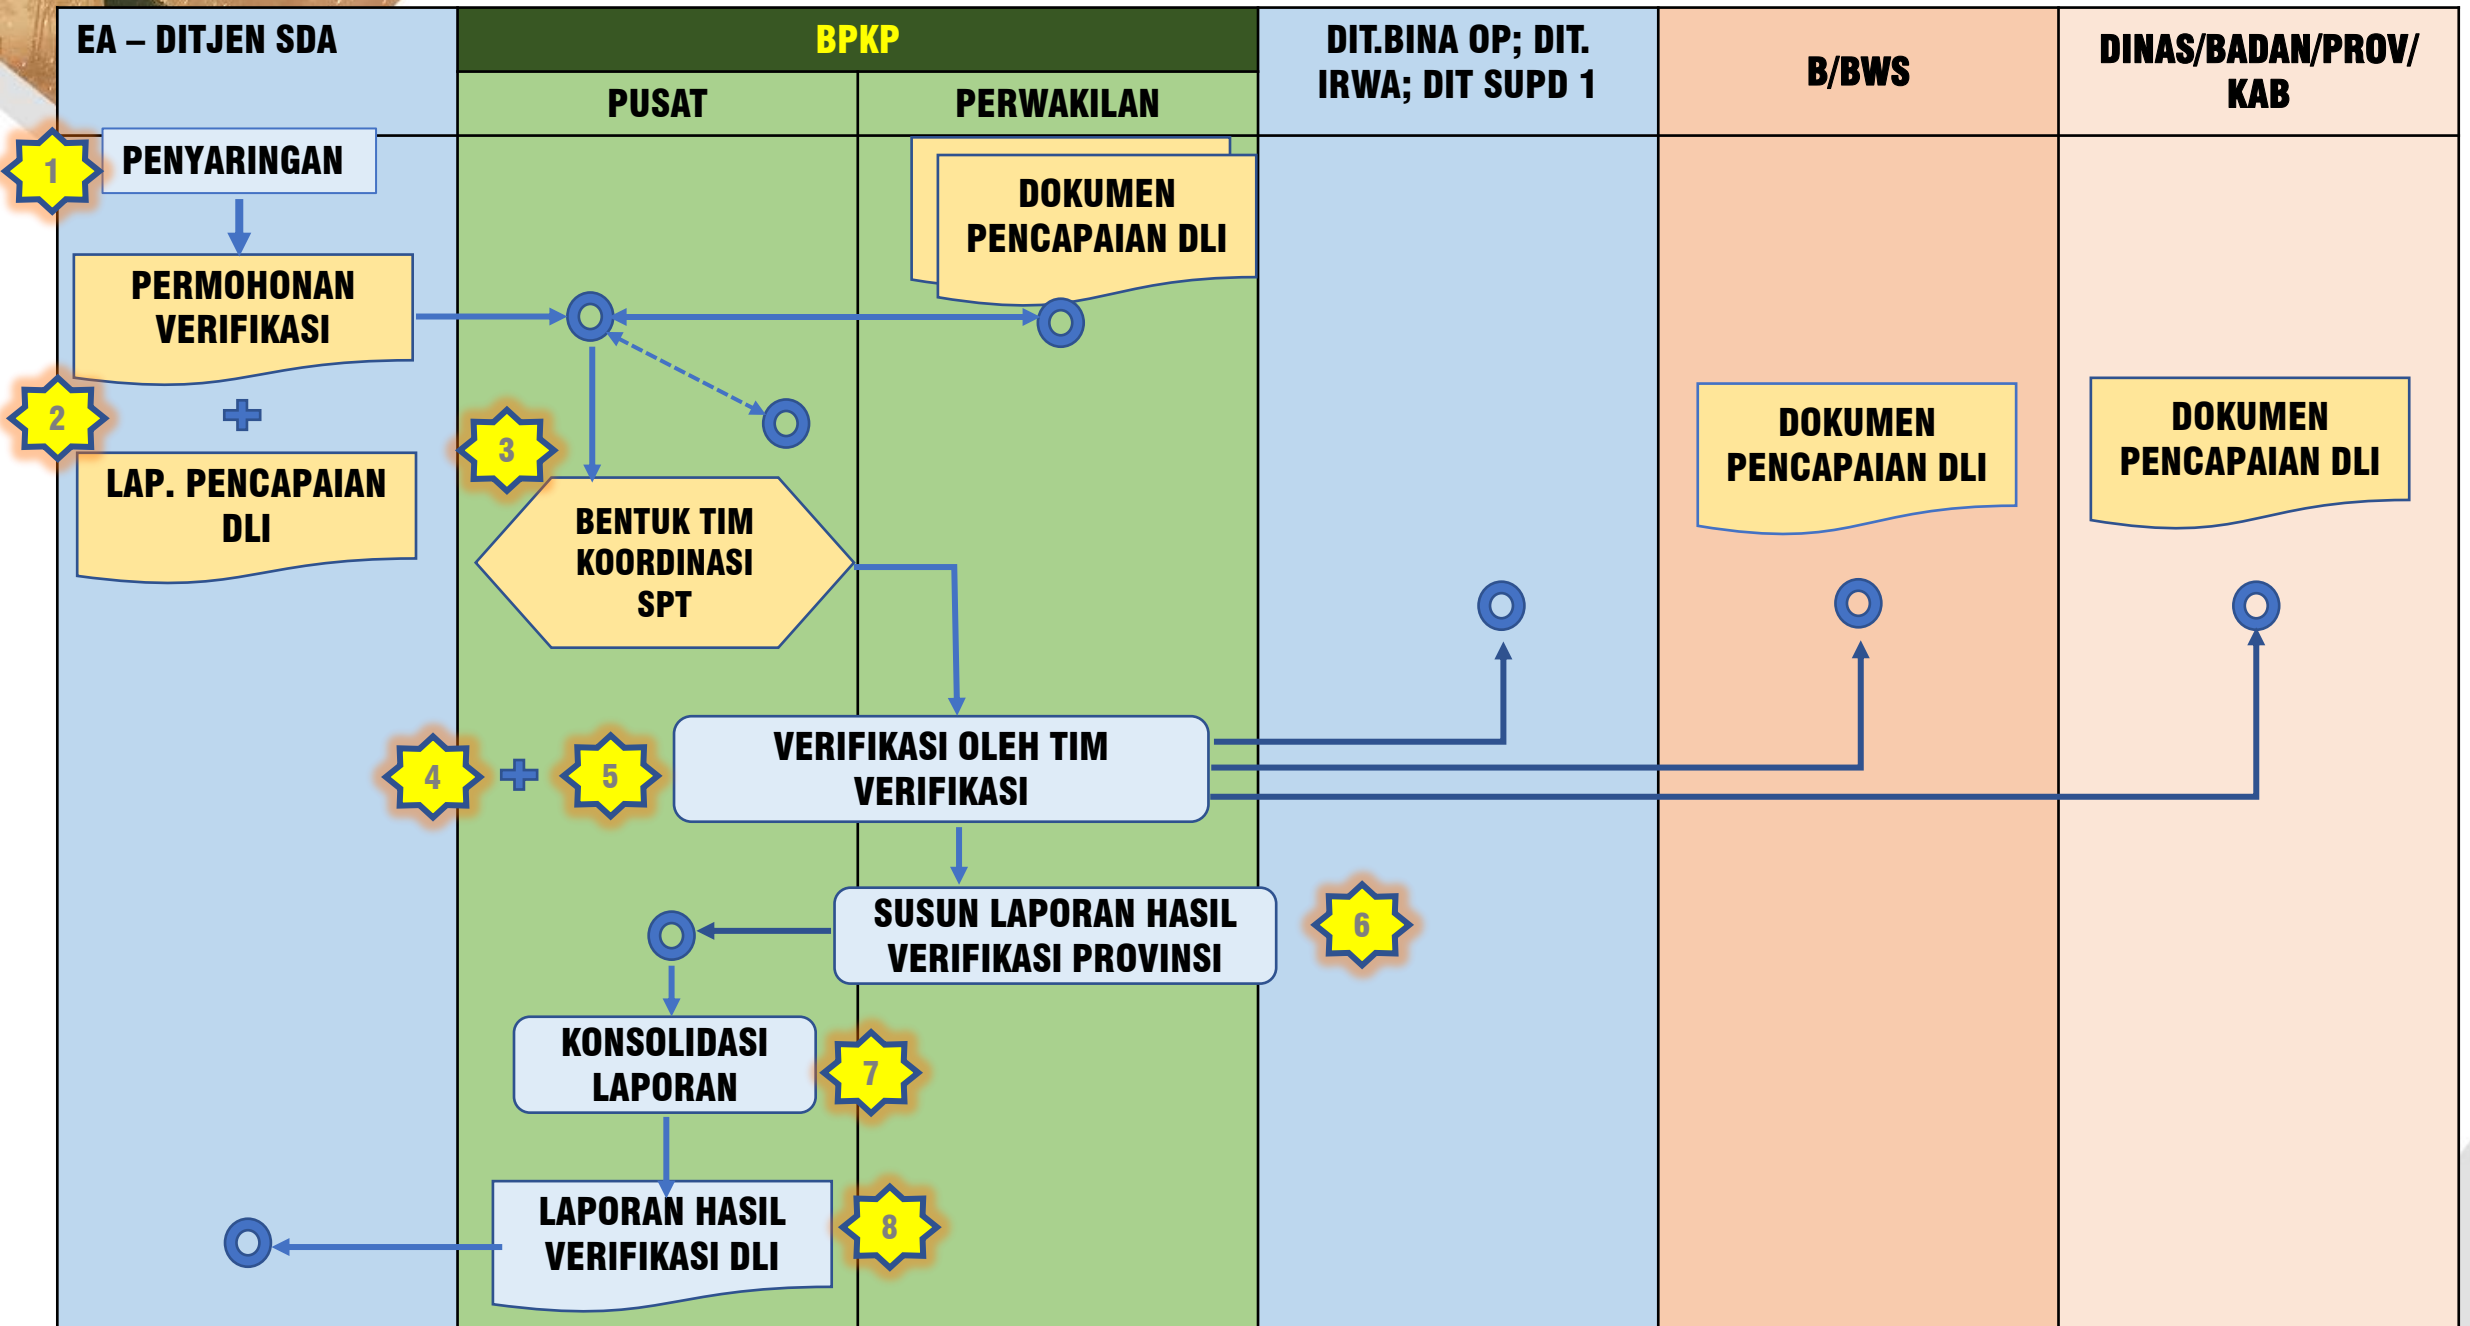 EA – DITJEN SDA
BPKP
PUSAT
PERWAKILAN
DIT.BINA OP; DIT.
IRWA; DIT SUPD 1
B/BWS
DINAS/BADAN/PROV/
KAB
1
PENYARINGAN
DOKUMEN
PENCAPAIAN DLI
PERMOHONAN
VERIFIKASI
2
LAP. PENCAPAIAN
DLI
3
BENTUK TIM
KOORDINASI
SPT
DOKUMEN
PENCAPAIAN DLI
DOKUMEN
PENCAPAIAN DLI
4
5
VERIFIKASI OLEH TIM
VERIFIKASI
SUSUN LAPORAN HASIL
VERIFIKASI PROVINSI
6
KONSOLIDASI
LAPORAN
7
LAPORAN HASIL
VERIFIKASI DLI
8